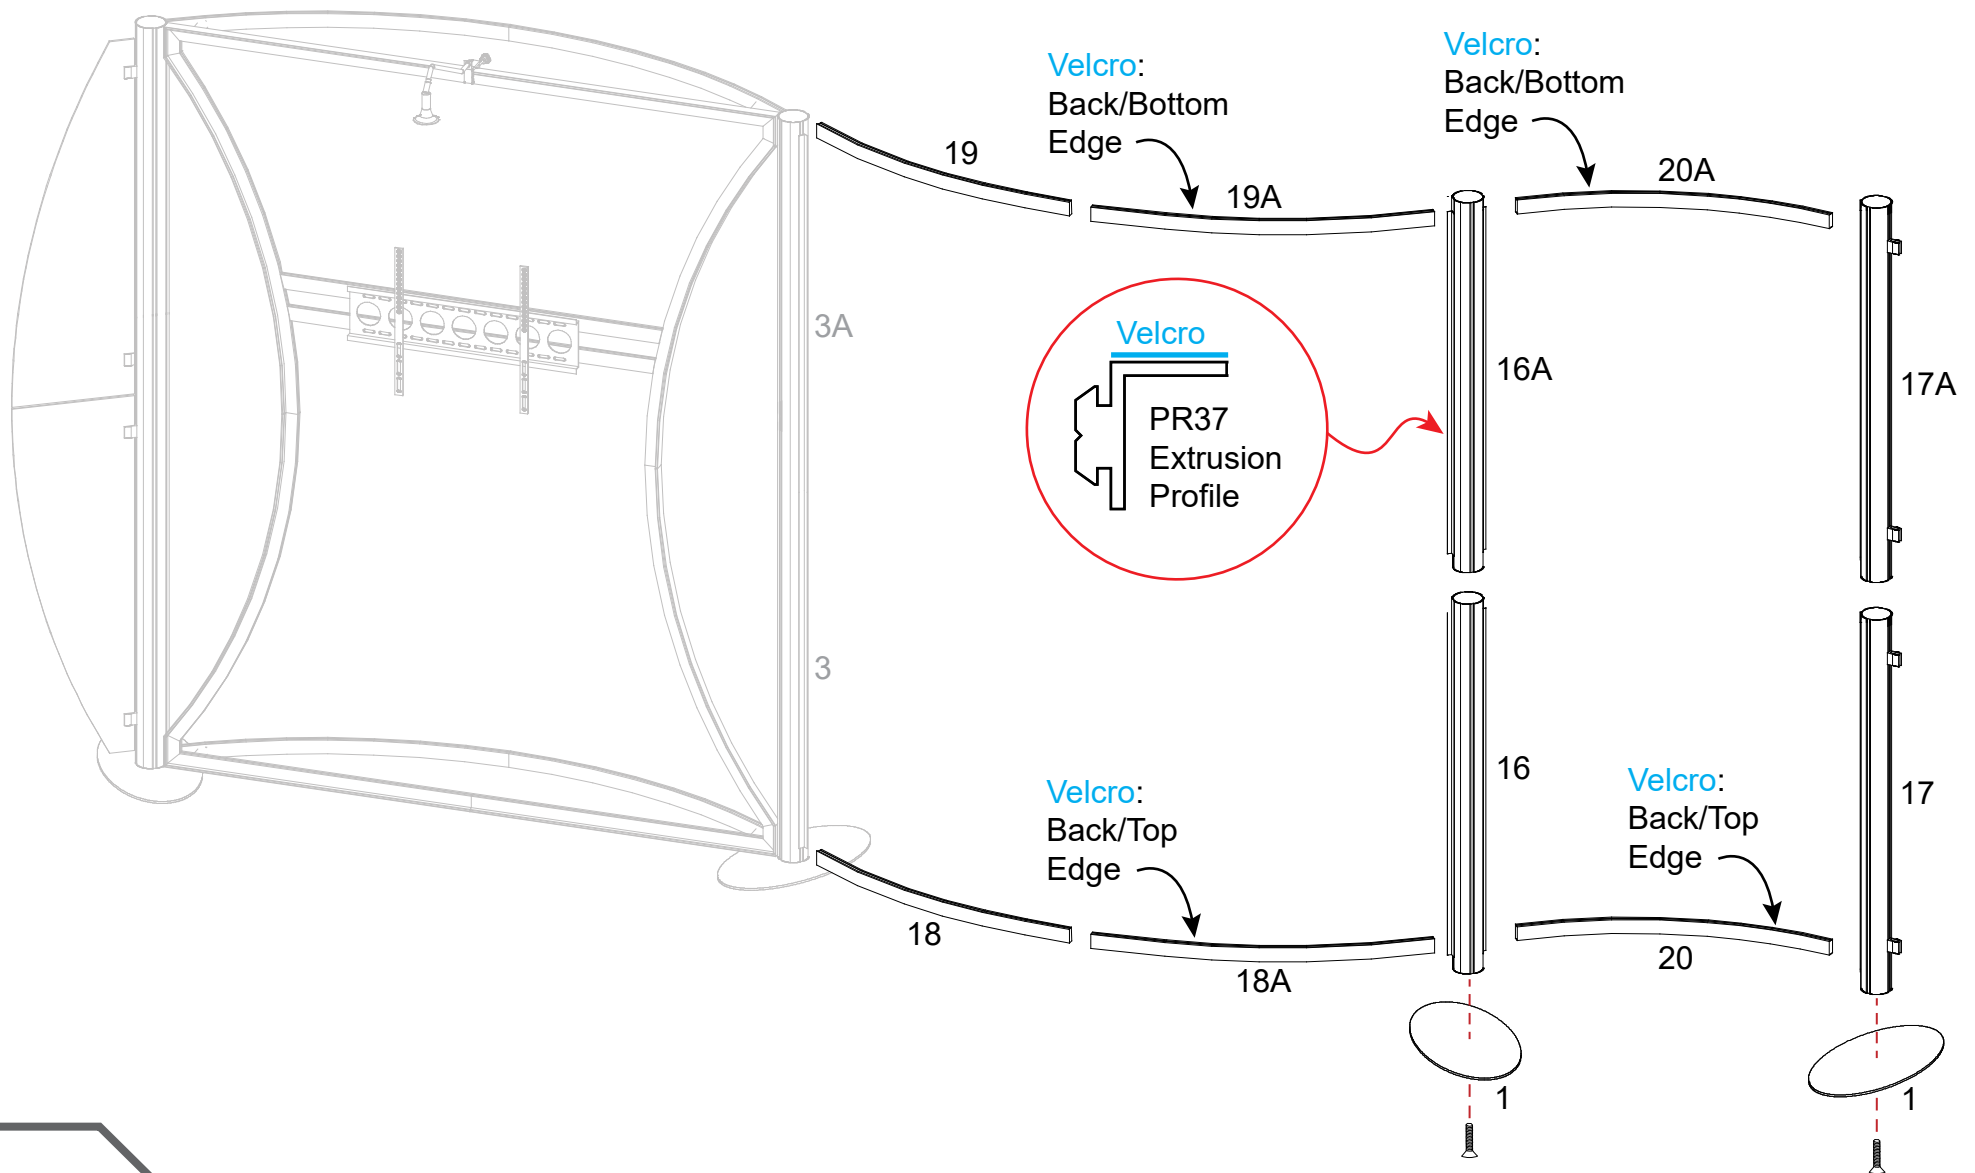 Velcro:
Back/Bottom
Edge
Velcro:
Back/Bottom
Edge
19
19A
20A
3A
Velcro
PR37
Extrusion
Profile
16A
17A
3
16
17
Velcro:
Back/Top
Edge
Velcro:
Back/Top
Edge
18
18A
20
1
1